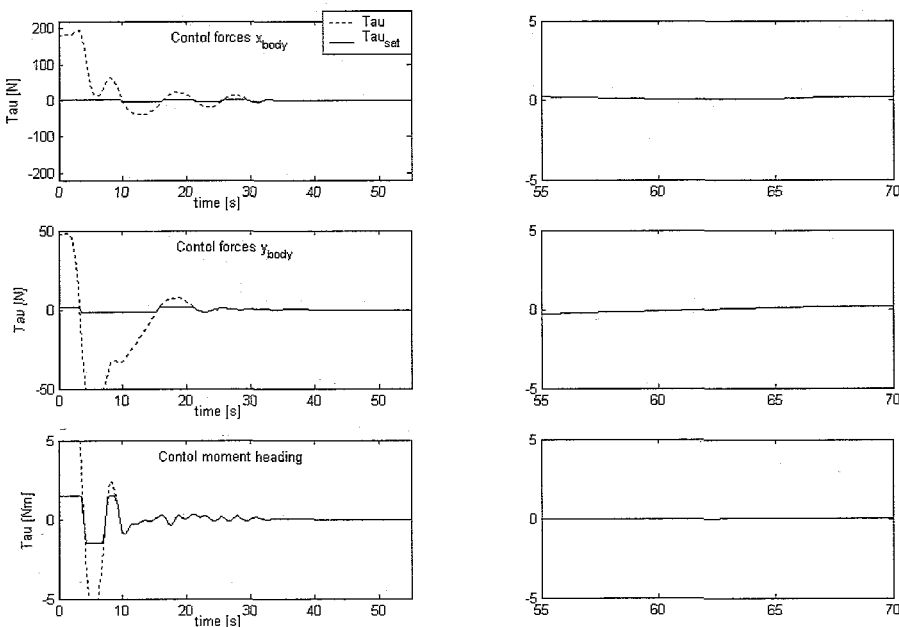 Contol forces x_body
Tau
Tau_sat
Tau [N]
200
100
0
-100
-200
0 10 20 30 40 50
time [s]
5
0
-5
55 60 65 70
Contol forces y_body
Tau [N]
50
0
-50
0 10 20 30 40 50
time [s]
5
0
-5
55 60 65 70
Contol moment heading
Tau [Nm]
5
0
-5
0 10 20 30 40 50
time [s]
5
0
-5
55 60 65 70